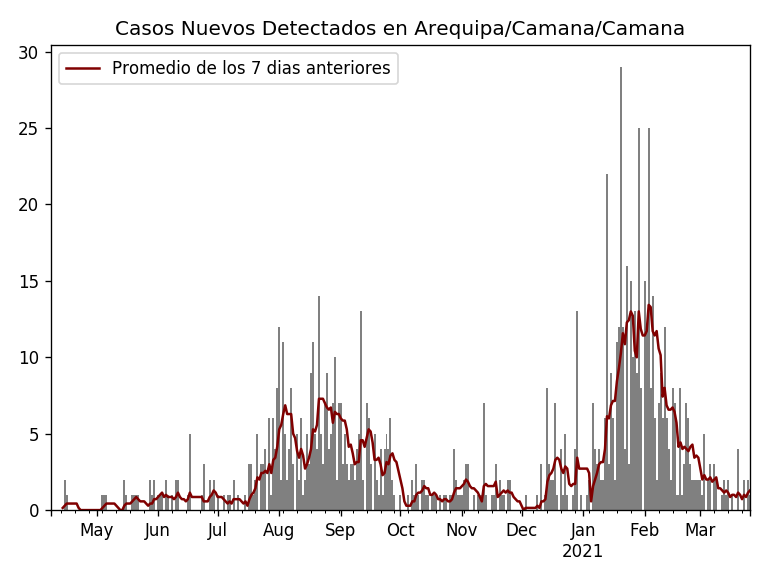 Casos Nuevos Detectados en Arequipa/Camana/Camana
Promedio de los 7 dias anteriores
30
25
20
15
10
5
0
May Jun Jul Aug Sep Oct Nov Dec Jan Feb Mar
2021